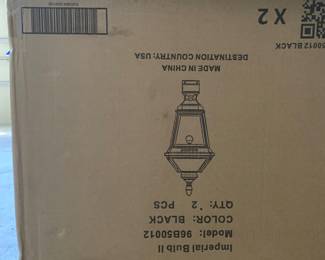 Imperial Bulb II
Model: 96B50012
COLOR: BLACK
QTY: 2 PCS
MADE IN CHINA
DESTINATION COUNTRY: USA
X 2
50012 BLACK